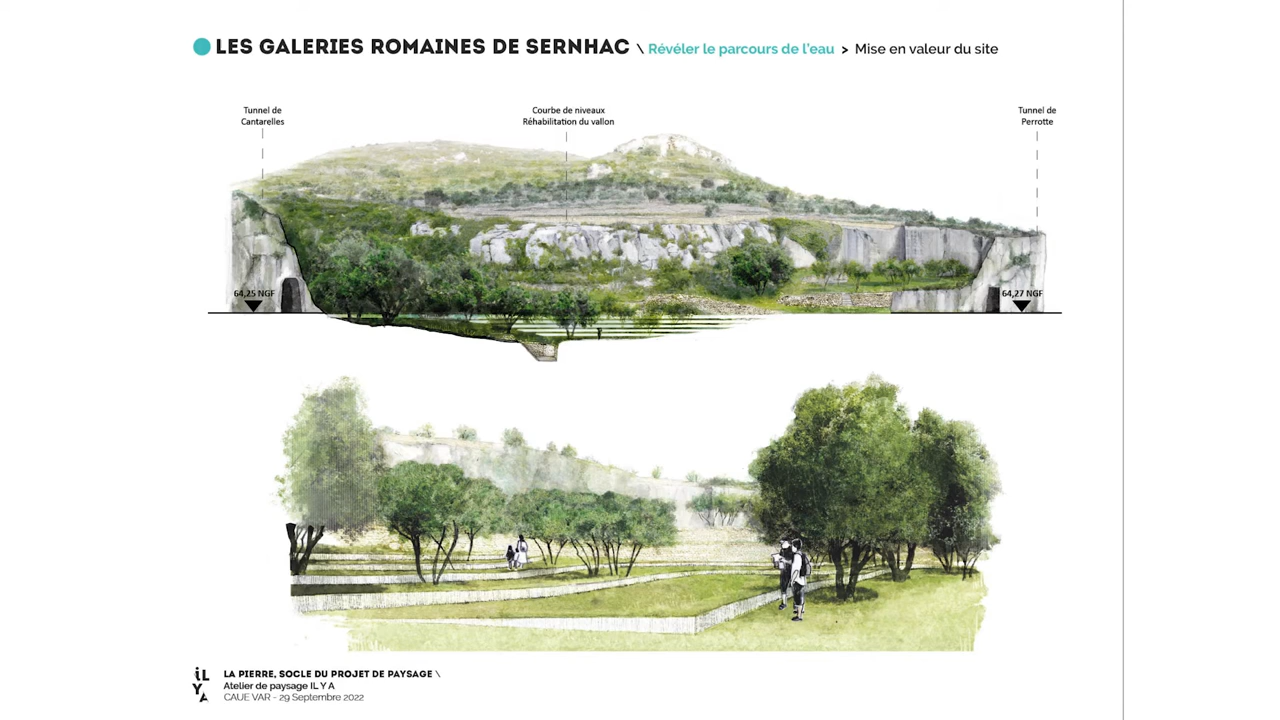 LES GALERIES ROMAINES DE SERNHAC \ Révéler le parcours de l'eau > Mise en valeur du site
Tunnel de
Cantarelles
Courbe de niveaux
Réhabilitation du vallon
Tunnel de
Perrotte
64,25 NGF
64,27 NGF
iL
Y
A
LA PIERRE, SOCLE DU PROJET DE PAYSAGE \
Atelier de paysage IL Y A
CAUE VAR - 29 Septembre 2022